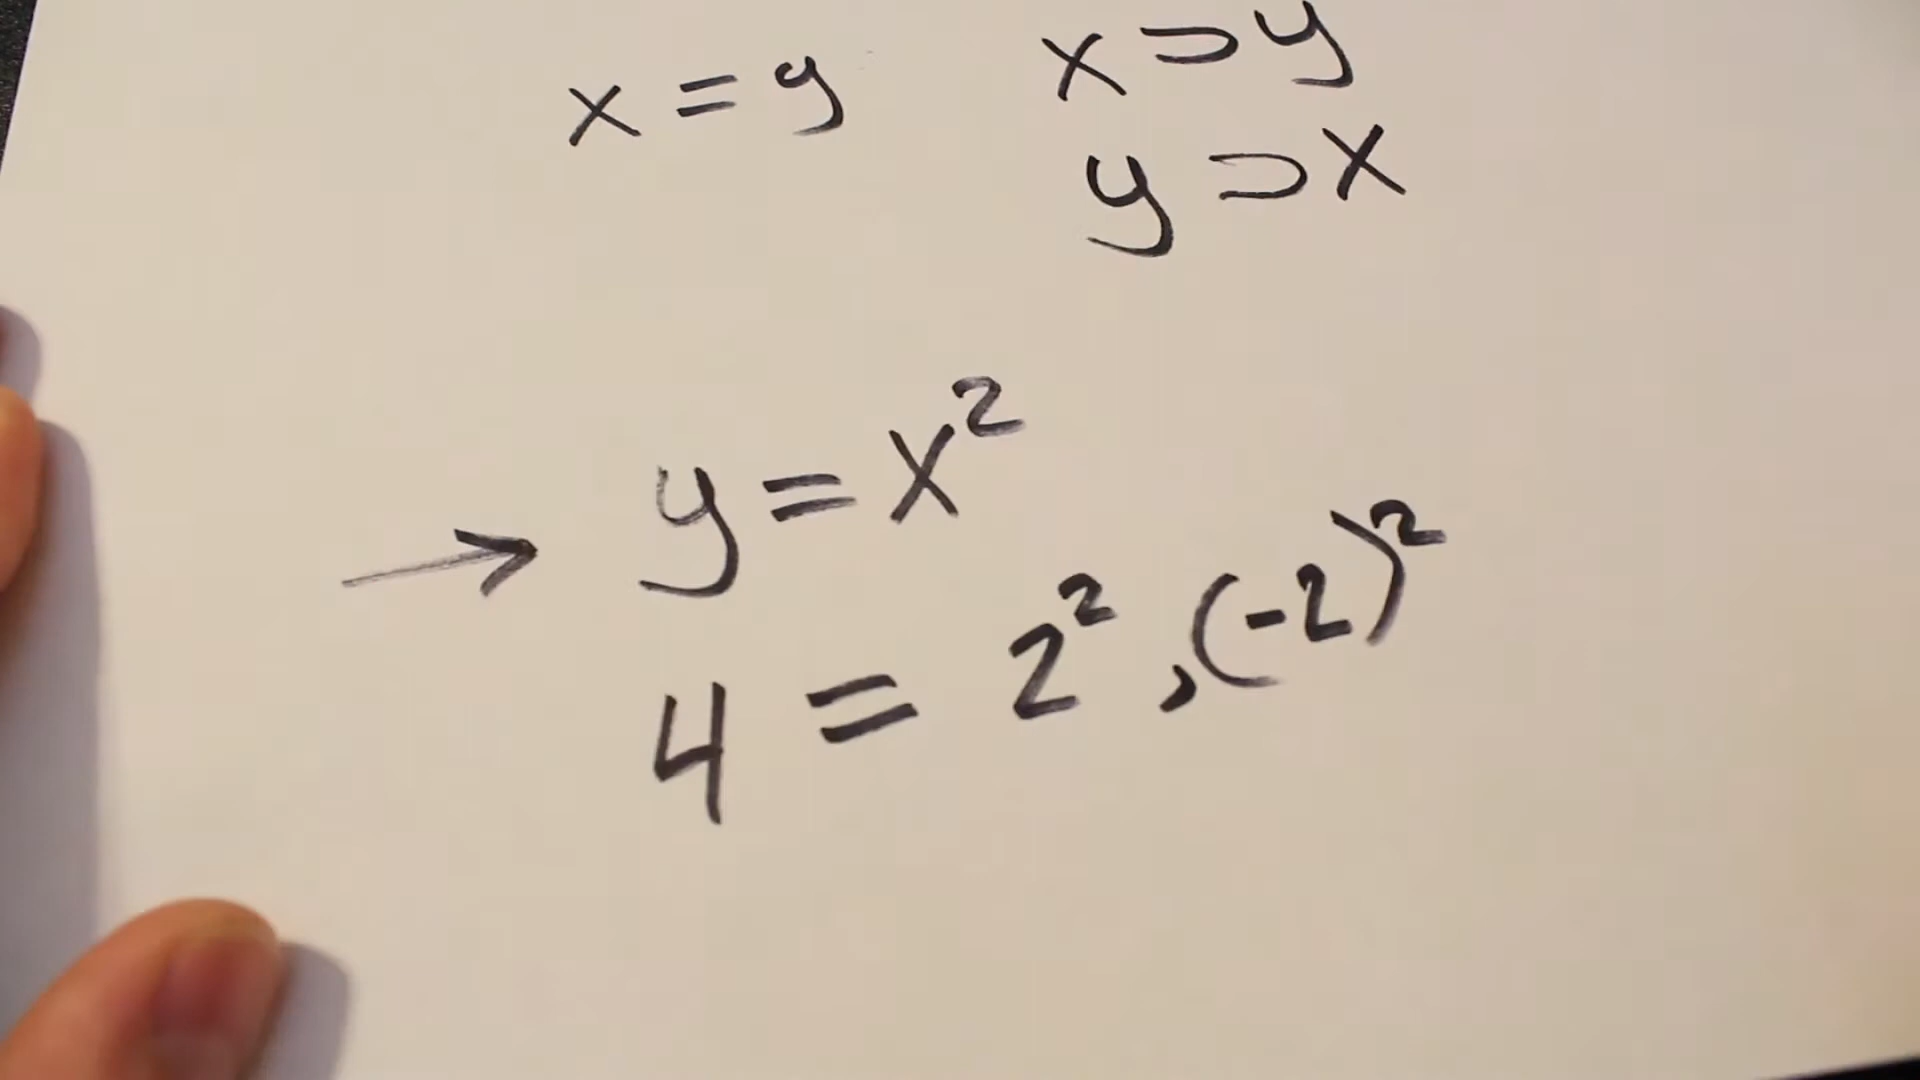 x = y
x ⊃ y
y ⊃ x
→ y = x²
4 = 2², (-2)²